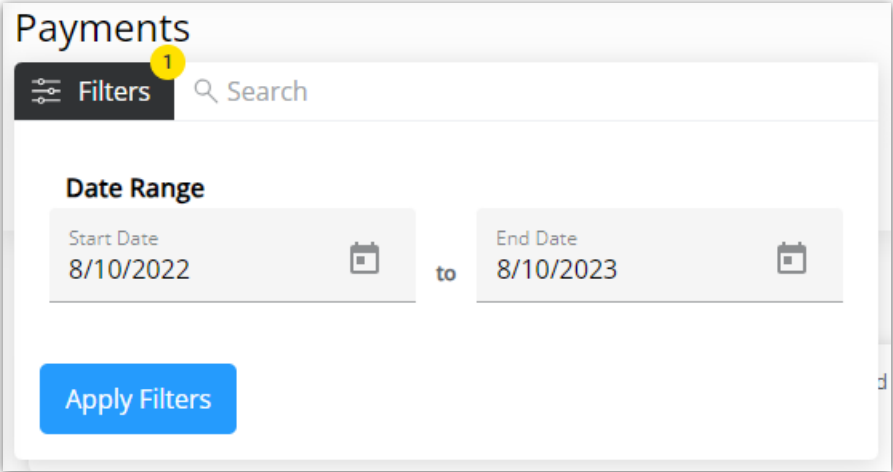 Payments
1
Filters
Search
Date Range
Start Date
8/10/2022
to
End Date
8/10/2023
Apply Filters
d